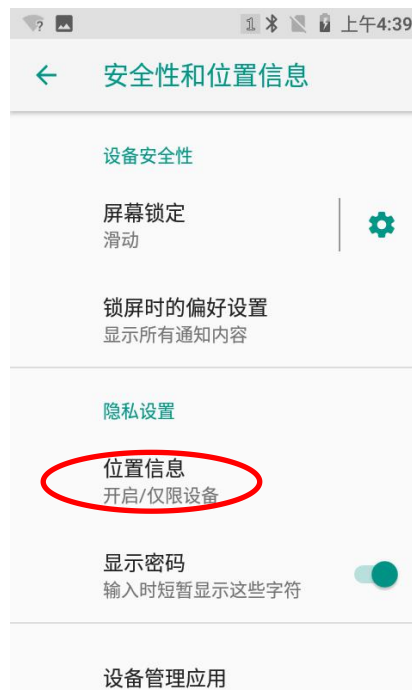 上午4:39
安全性和位置信息
设备安全性
屏幕锁定
滑动
锁屏时的偏好设置
显示所有通知内容
隐私设置
位置信息
开启/仅限设备
显示密码
输入时短暂显示这些字符
设备管理应用